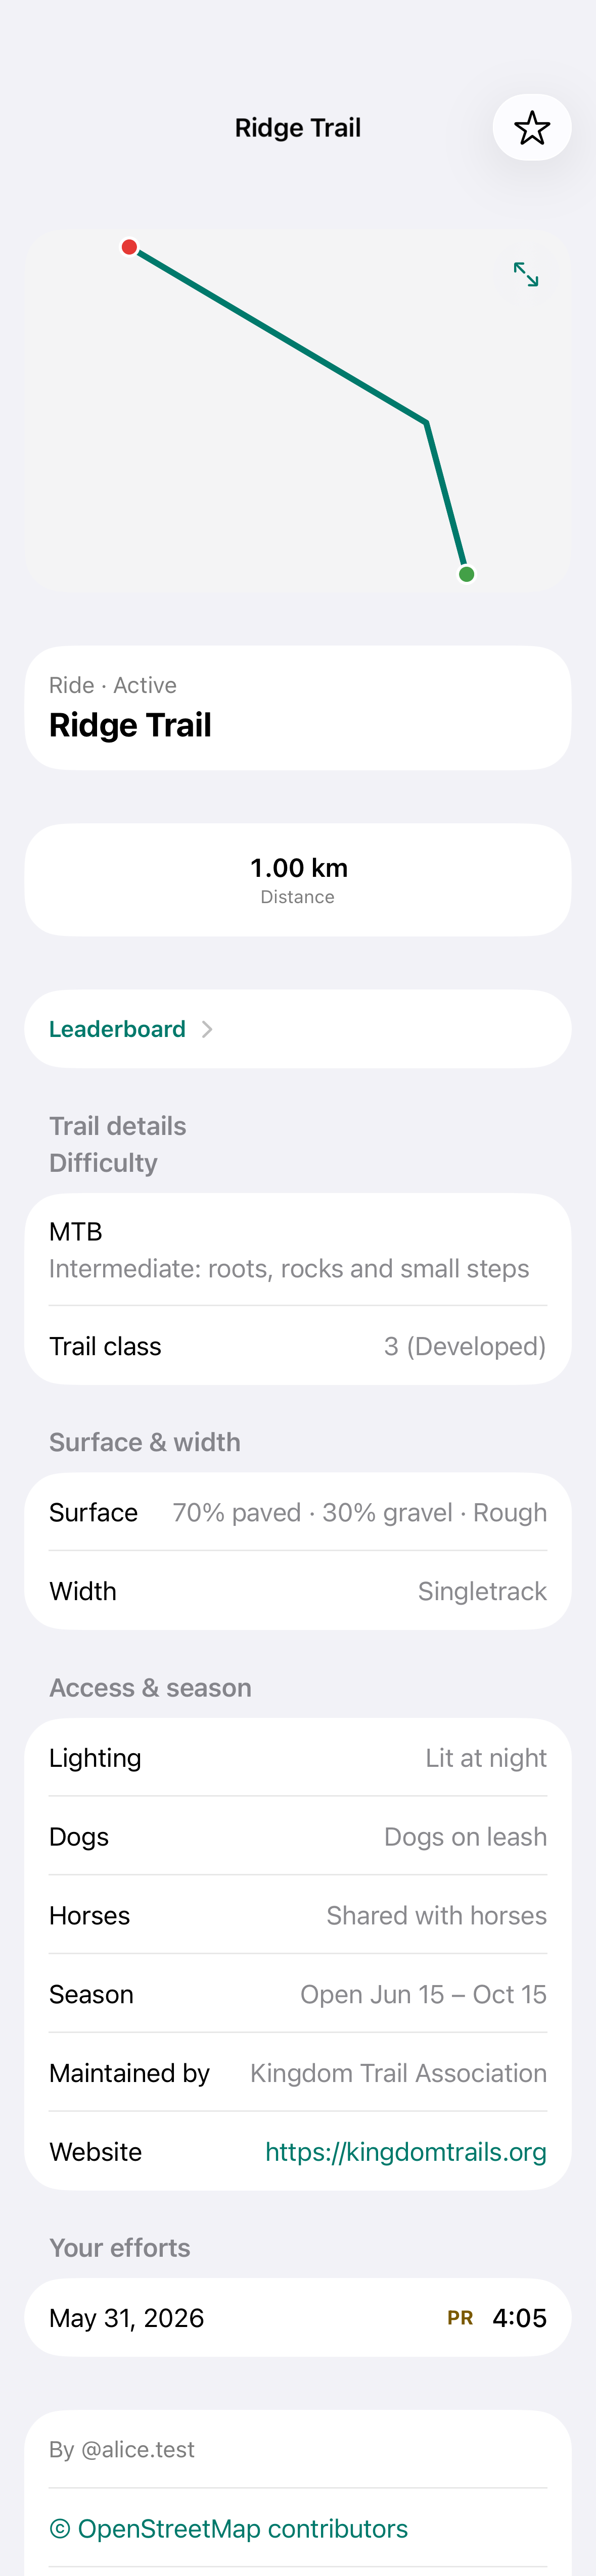 Ridge Trail
Ride · Active
Ridge Trail
1.00 km
Distance
Leaderboard
Trail details
Difficulty
MTB
Intermediate: roots, rocks and small steps
Trail class 3 (Developed)
Surface & width
Surface 70% paved · 30% gravel · Rough
Width Singletrack
Access & season
Lighting Lit at night
Dogs Dogs on leash
Horses Shared with horses
Season Open Jun 15 – Oct 15
Maintained by Kingdom Trail Association
Website https://kingdomtrails.org
Your efforts
May 31, 2026 PR 4:05
By @alice.test
© OpenStreetMap contributors